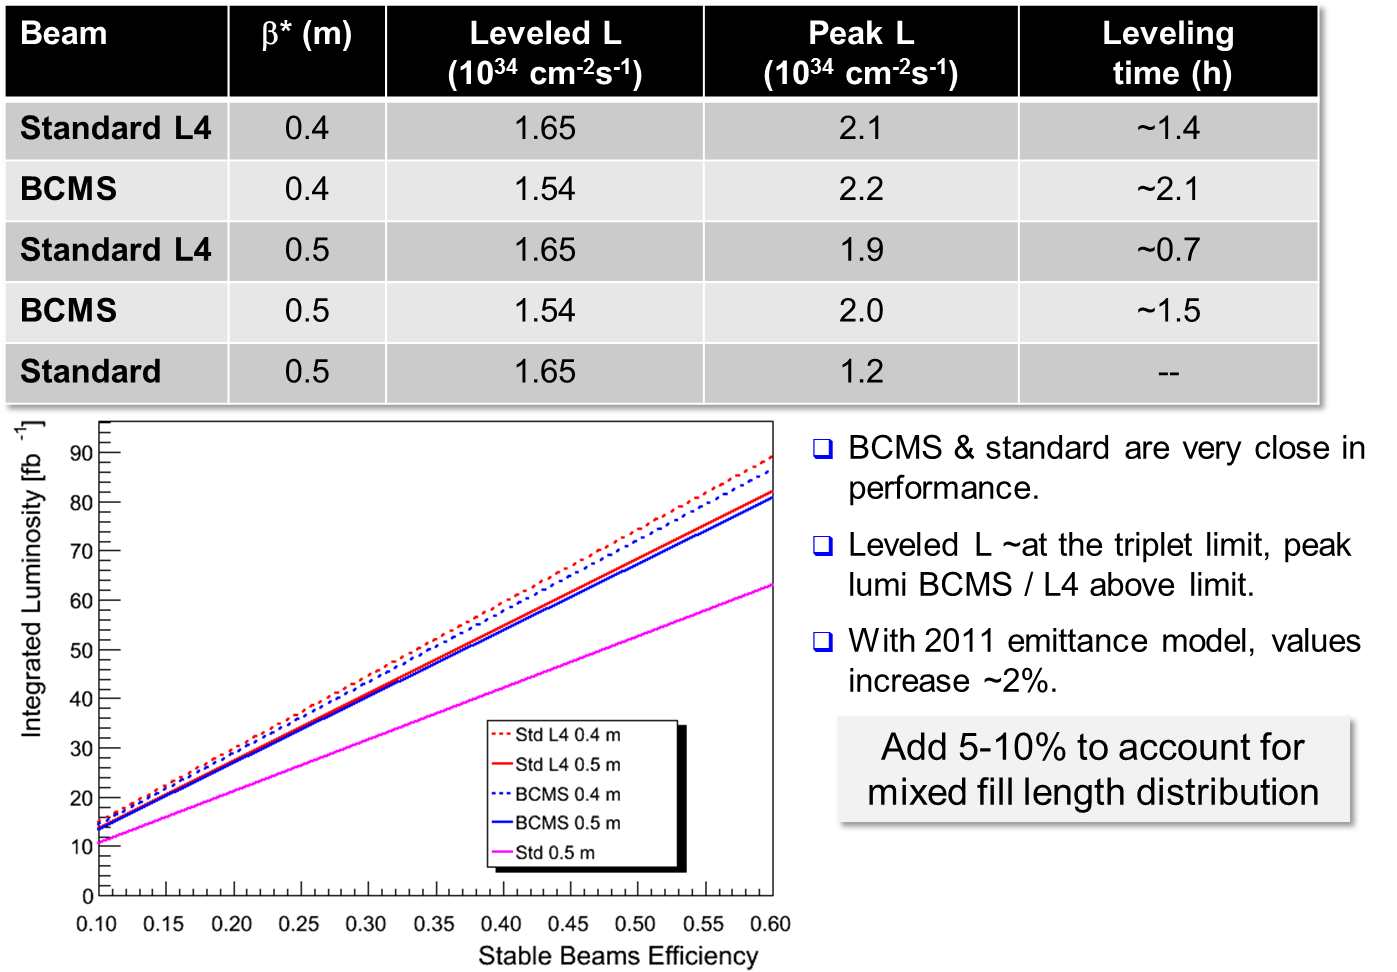 Beam β* (m) Leveled L Peak L Leveling
(10³⁴ cm⁻²s⁻¹) (10³⁴ cm⁻²s⁻¹) time (h)
Standard L4 0.4 1.65 2.1 ~1.4
BCMS 0.4 1.54 2.2 ~2.1
Standard L4 0.5 1.65 1.9 ~0.7
BCMS 0.5 1.54 2.0 ~1.5
Standard 0.5 1.65 1.2 --
Integrated Luminosity [fb ⁻¹]
90
80
70
60
50
40
30
20
10
0
0.10 0.15 0.20 0.25 0.30 0.35 0.40 0.45 0.50 0.55 0.60
Stable Beams Efficiency
Std L4 0.4 m
Std L4 0.5 m
BCMS 0.4 m
BCMS 0.5 m
Std 0.5 m
BCMS & standard are very close in
performance.
Leveled L ~at the triplet limit, peak
lumi BCMS / L4 above limit.
With 2011 emittance model, values
increase ~2%.
Add 5-10% to account for
mixed fill length distribution